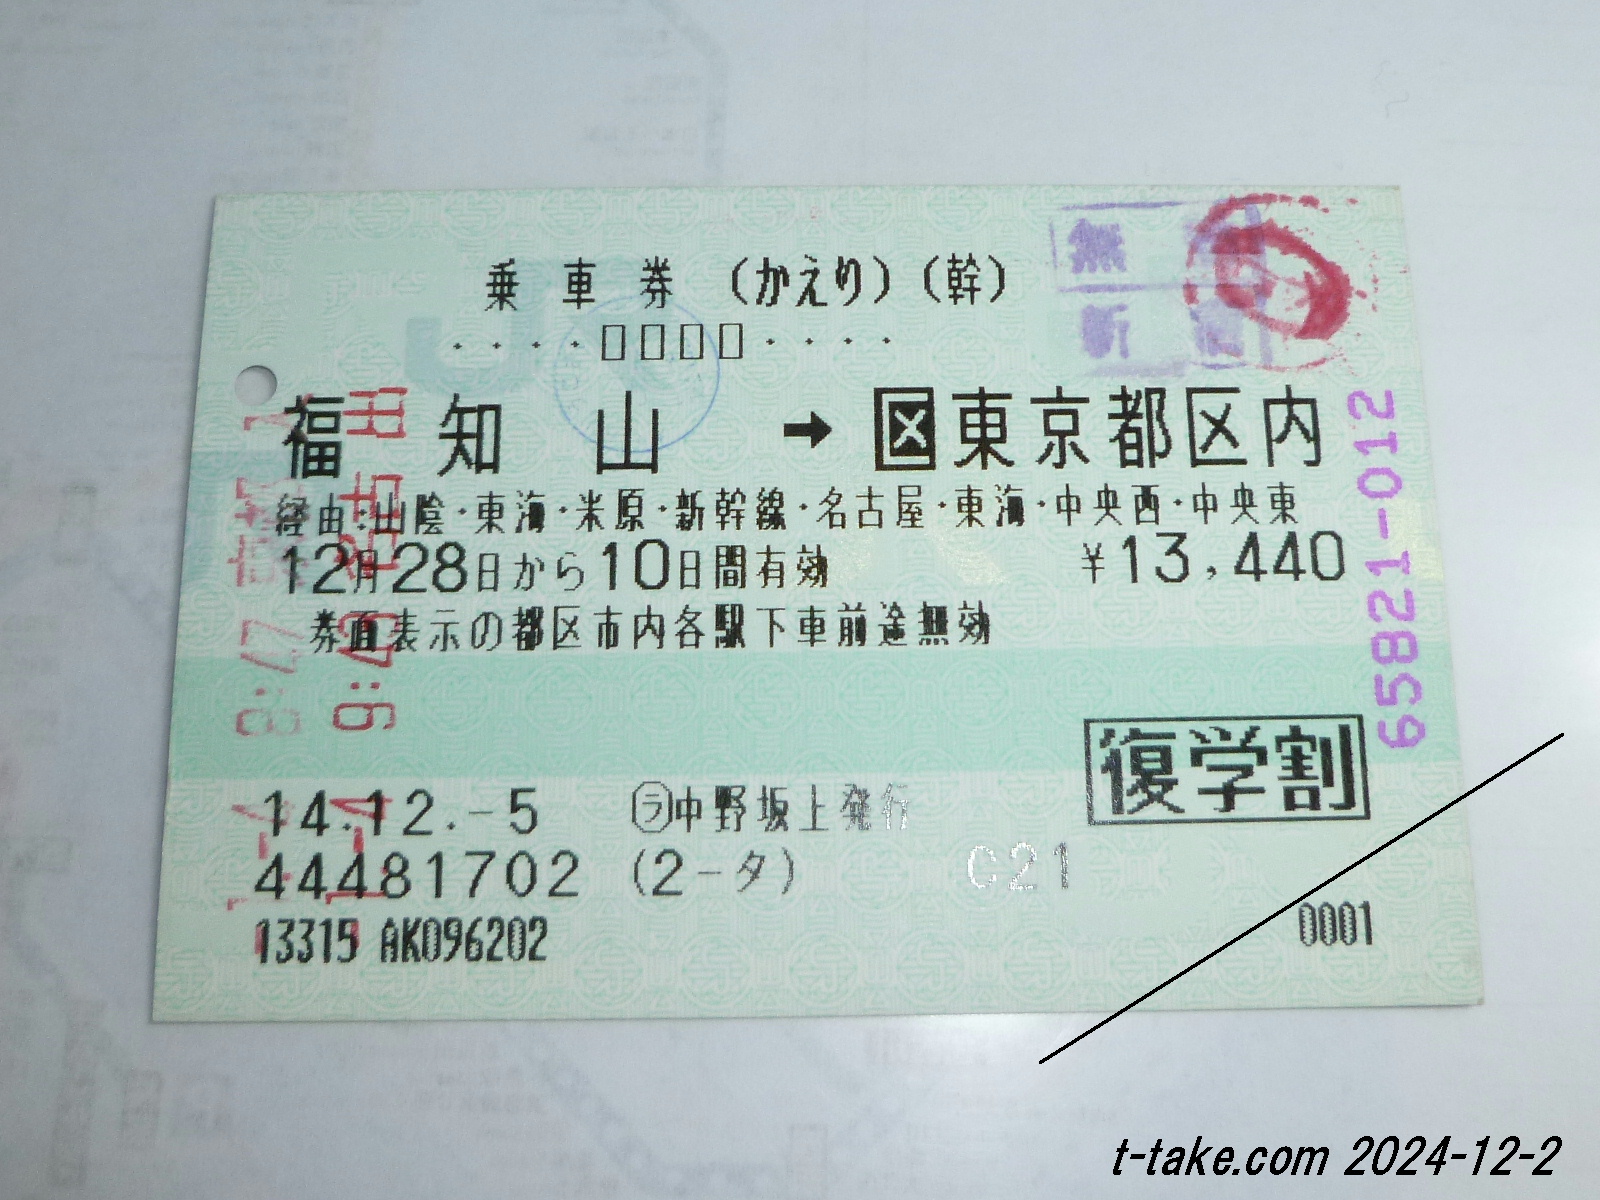 乗車券 (かえり) (幹)
....□□□□....
福知山 → 区 東京都区内
経由:山陰・東海・米原・新幹線・名古屋・東海・中央西・中央東
12月28日から10日間有効 ¥13,440
券面表示の都区市内各駅下車前途無効
復学割
14.12.-5 ラ中野坂上発行
44481702 (2-タ) C21
13315 AK096202 0001
65821-012
t-take.com 2024-12-2